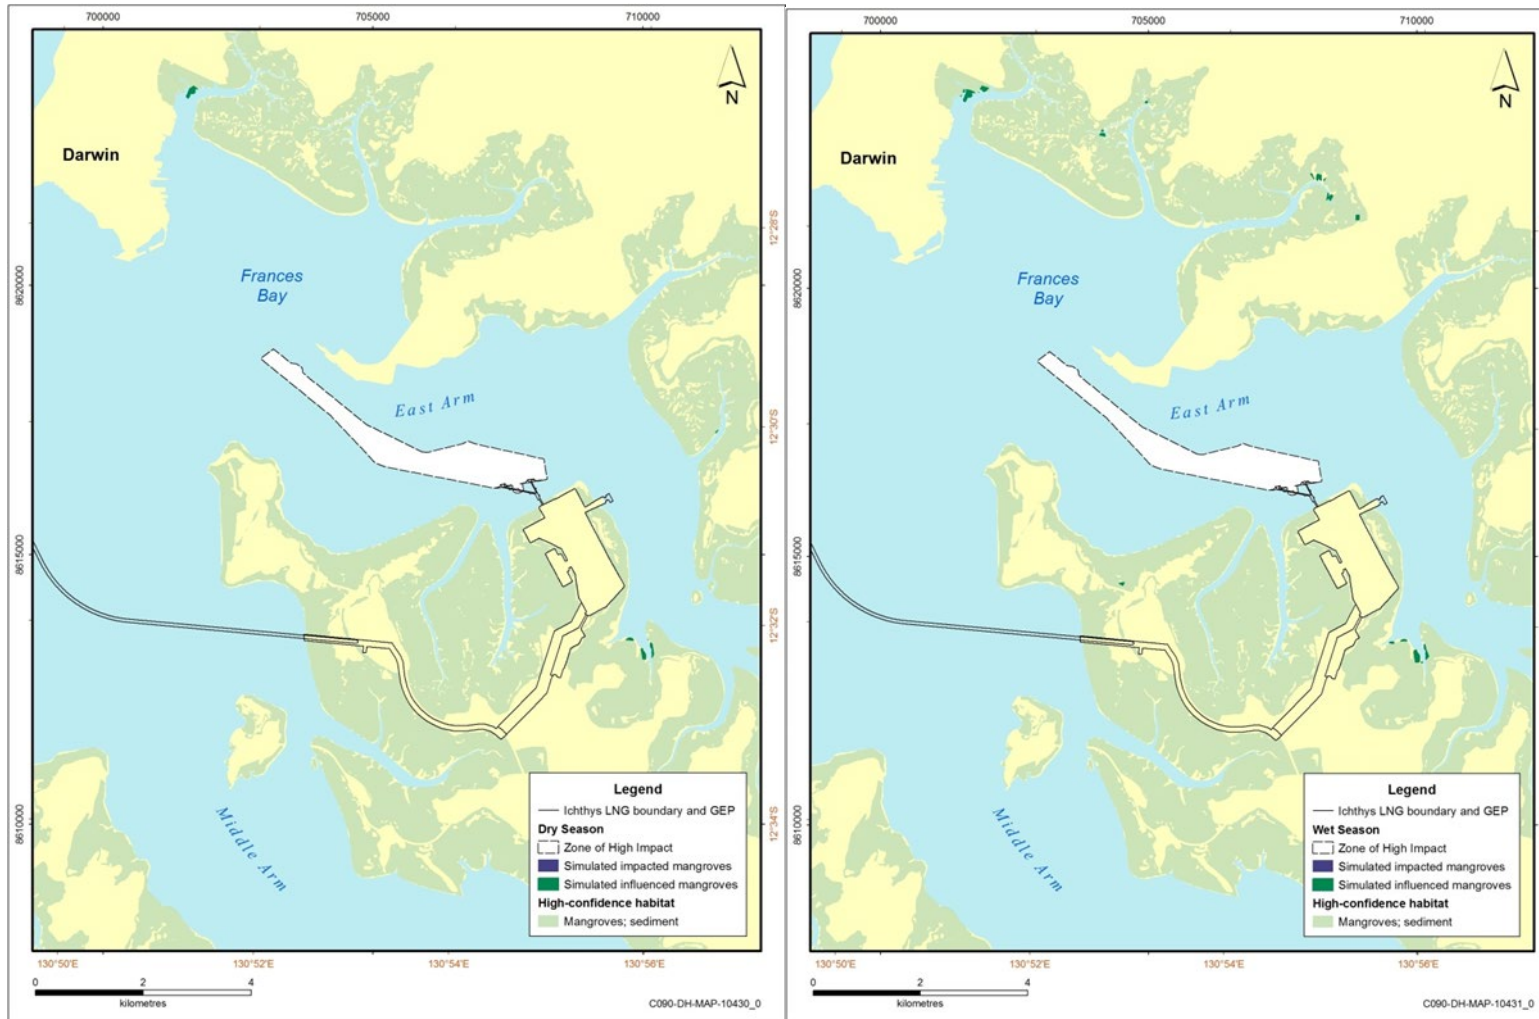 700000
705000
710000
N
Darwin
12°28'S
8620000
Frances
Bay
East Arm
12°30'S
8615000
12°32'S
Middle Arm
8610000
12°34'S
Legend
Ichthys LNG boundary and GEP
Dry Season
Zone of High Impact
Simulated impacted mangroves
Simulated influenced mangroves
High-confidence habitat
Mangroves; sediment
130°50'E
130°52'E
130°54'E
130°56'E
0
2
4
kilometres
C090-DH-MAP-10430_0
700000
705000
710000
N
Darwin
8620000
Frances
Bay
East Arm
8615000
Middle Arm
8610000
Legend
Ichthys LNG boundary and GEP
Wet Season
Zone of High Impact
Simulated impacted mangroves
Simulated influenced mangroves
High-confidence habitat
Mangroves; sediment
130°50'E
130°52'E
130°54'E
130°56'E
0
2
4
kilometres
C090-DH-MAP-10431_0